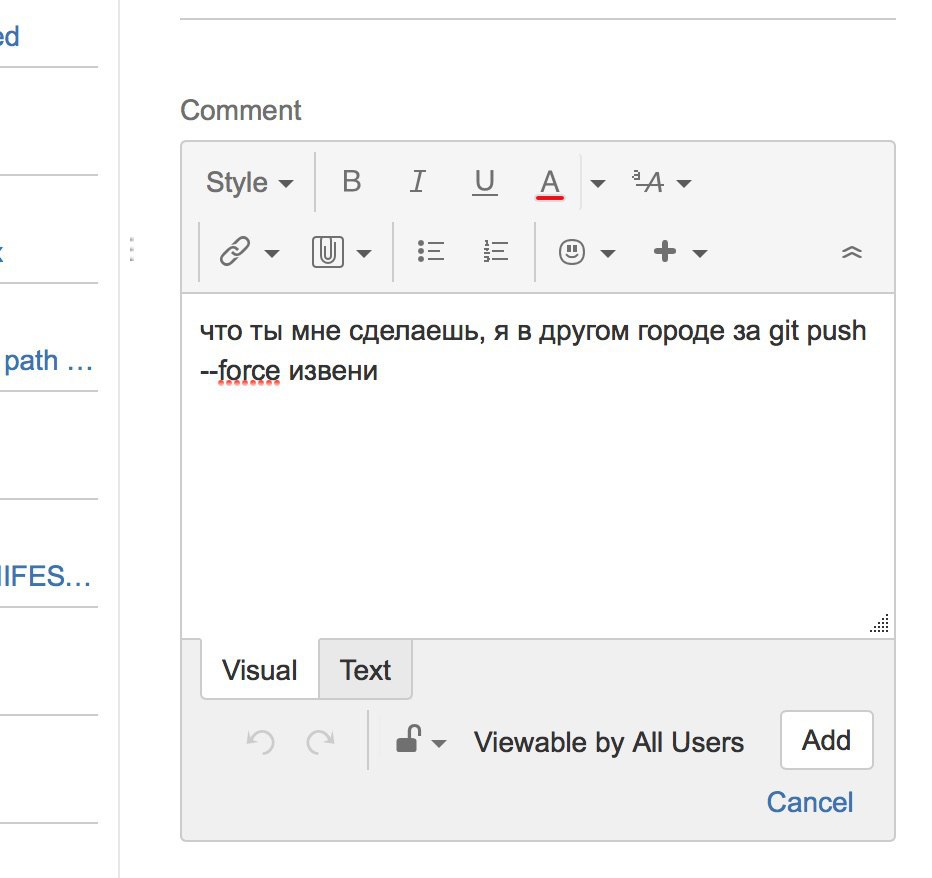 ed
Comment
Style B I U A ªA
x
path ...
что ты мне сделаешь, я в другом городе за git push
--force извени
IFES...
Visual Text
Viewable by All Users Add
Cancel